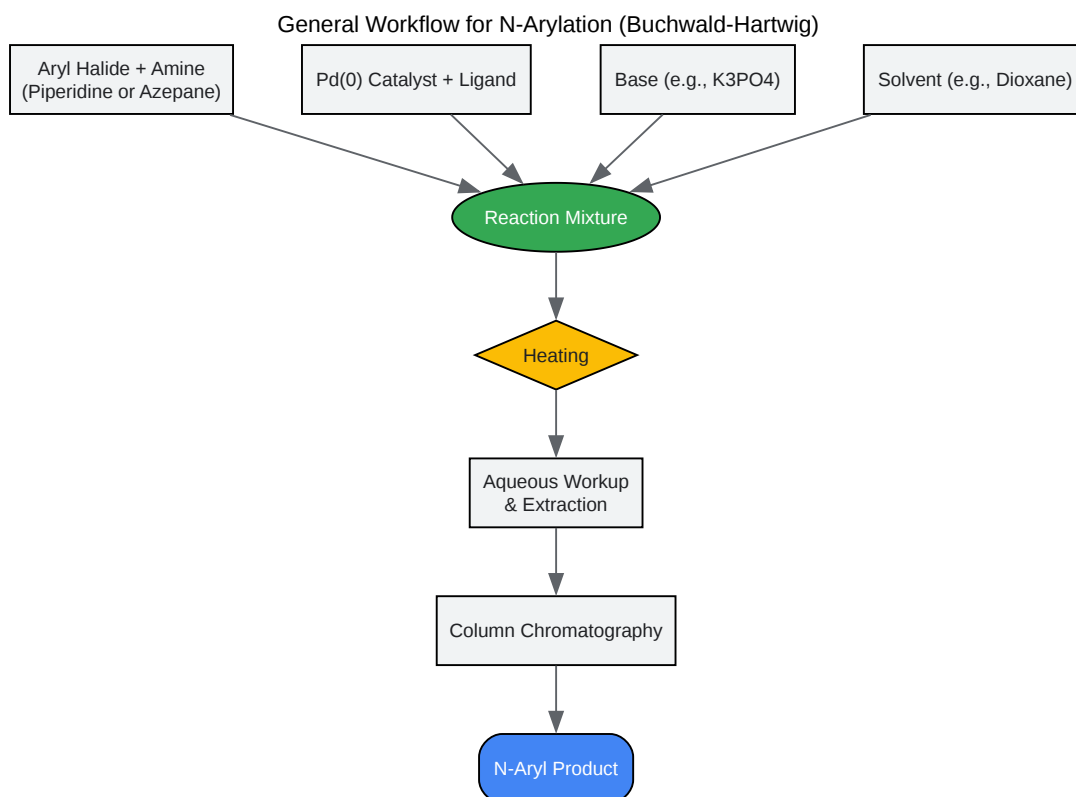 General Workflow for N-Arylation (Buchwald-Hartwig)
Aryl Halide + Amine
(Piperidine or Azepane)
Pd(0) Catalyst + Ligand
Base (e.g., K3PO4)
Solvent (e.g., Dioxane)
Reaction Mixture
Heating
Aqueous Workup
& Extraction
Column Chromatography
N-Aryl Product